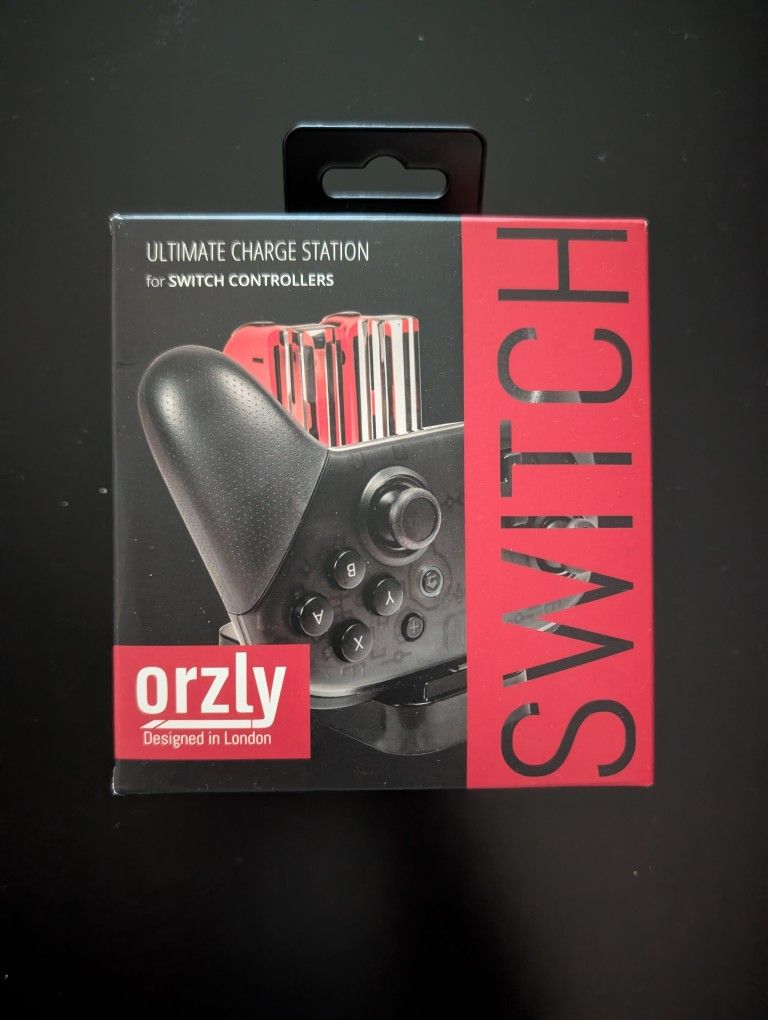 ULTIMATE CHARGE STATION
for SWITCH CONTROLLERS
SWITCH
B
A
Y
X
+
orzly
Designed in London